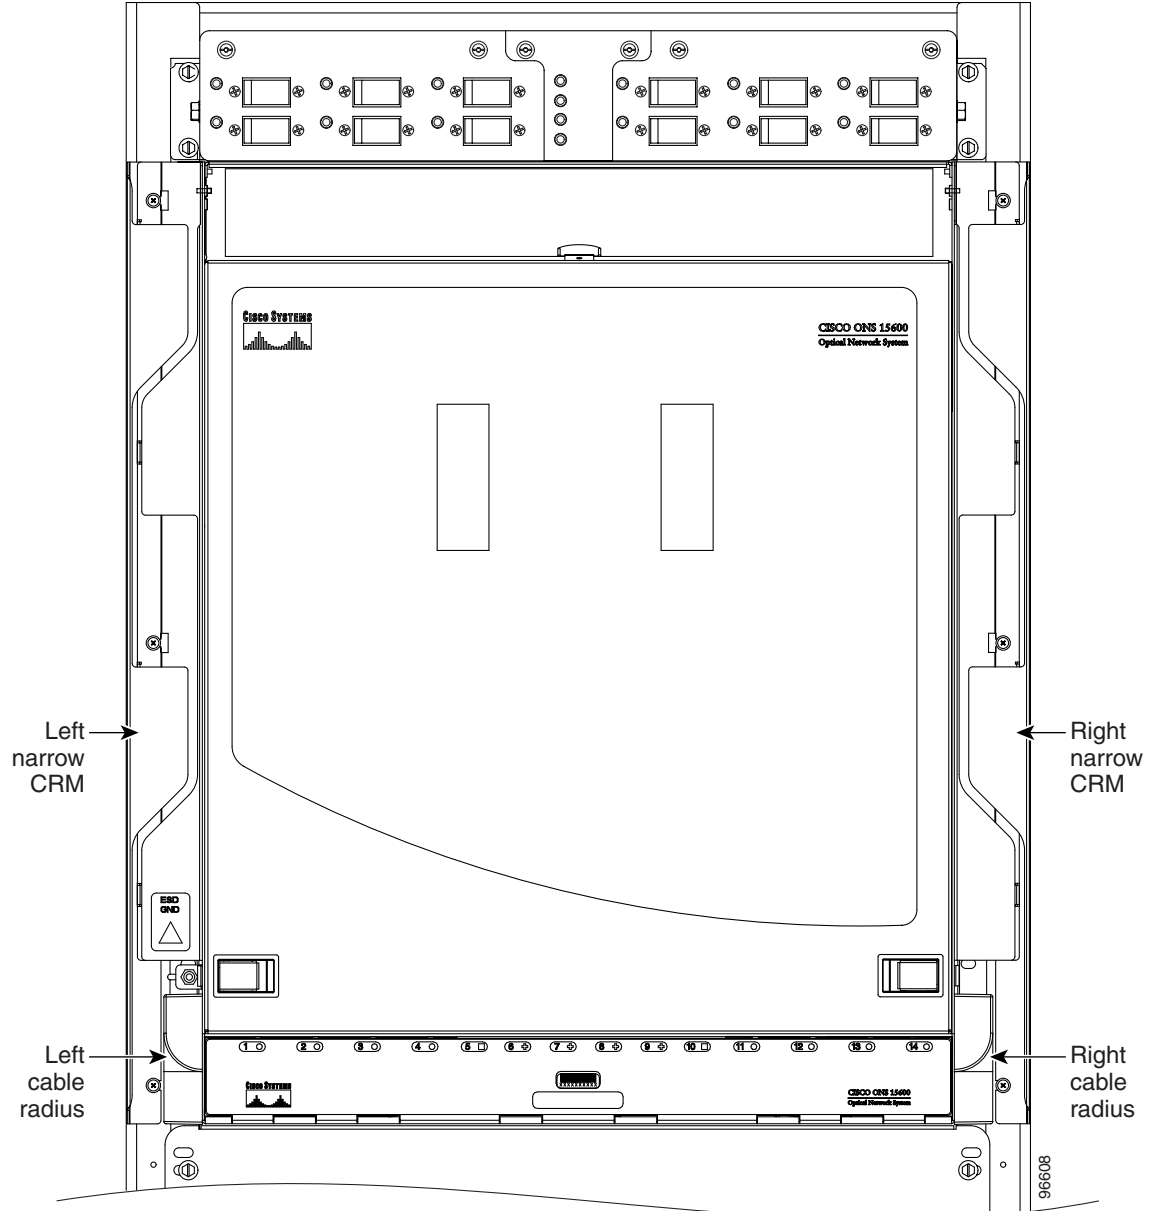 CISCO SYSTEMS
CISCO ONS 15600
Optical Network System
Left
narrow
CRM
Right
narrow
CRM
ESD
GND
1 2 3 4 5 6 7 8 9 10 11 12 13 14
Left
cable
radius
Right
cable
radius
CISCO SYSTEMS
CISCO ONS 15600
Optical Network System
96608